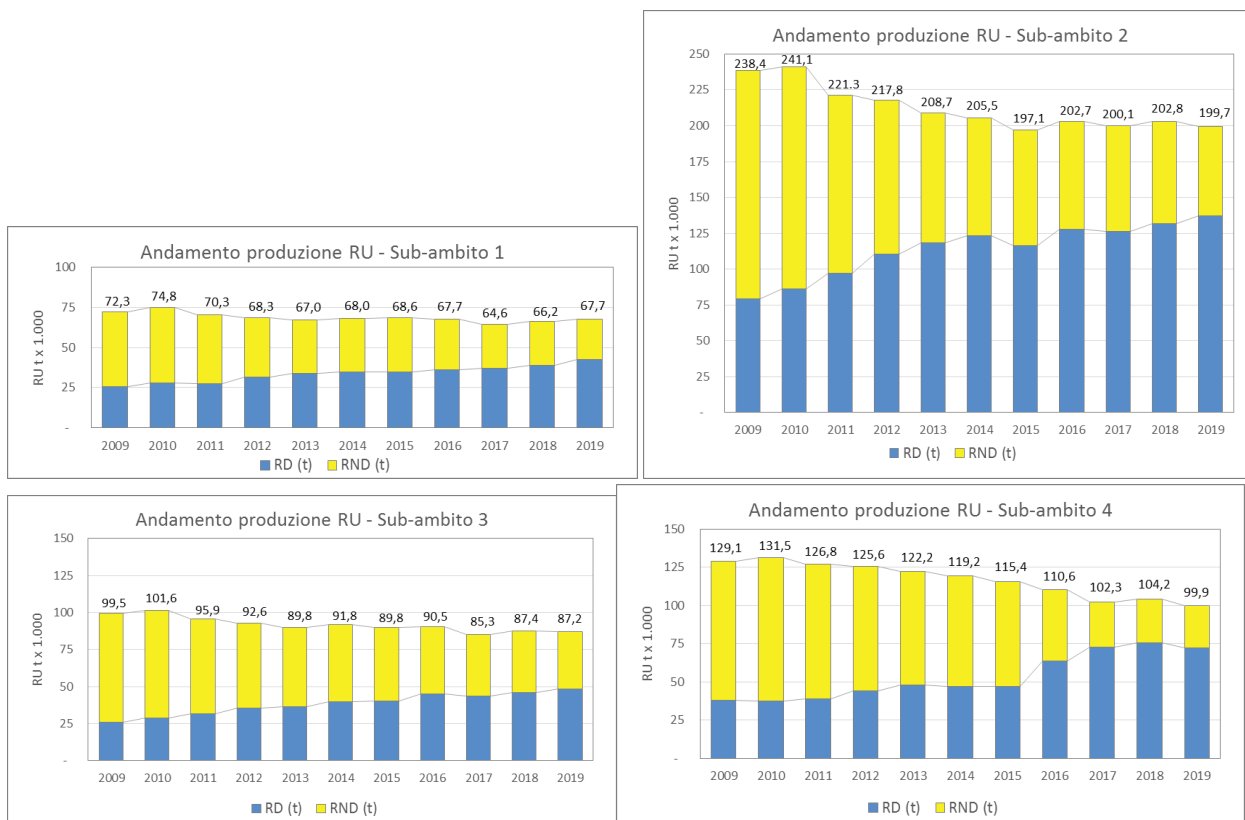 Andamento produzione RU - Sub-ambito 1
RU t x 1.000
100
75
50
25
-
72,3 74,8 70,3 68,3 67,0 68,0 68,6 67,7 64,6 66,2 67,7
2009 2010 2011 2012 2013 2014 2015 2016 2017 2018 2019
RD (t) RND (t)
Andamento produzione RU - Sub-ambito 2
RU t x 1.000
250
225
200
175
150
125
100
75
50
25
-
238,4 241,1 221.3 217,8 208,7 205,5 197,1 202,7 200,1 202,8 199,7
2009 2010 2011 2012 2013 2014 2015 2016 2017 2018 2019
RD (t) RND (t)
Andamento produzione RU - Sub-ambito 3
RU t x 1.000
150
125
100
75
50
25
-
99,5 101,6 95,9 92,6 89,8 91,8 89,8 90,5 85,3 87,4 87,2
2009 2010 2011 2012 2013 2014 2015 2016 2017 2018 2019
RD (t) RND (t)
Andamento produzione RU - Sub-ambito 4
RU t x 1.000
150
125
100
75
50
25
-
129,1 131,5 126,8 125,6 122,2 119,2 115,4 110,6 102,3 104,2 99,9
2009 2010 2011 2012 2013 2014 2015 2016 2017 2018 2019
RD (t) RND (t)